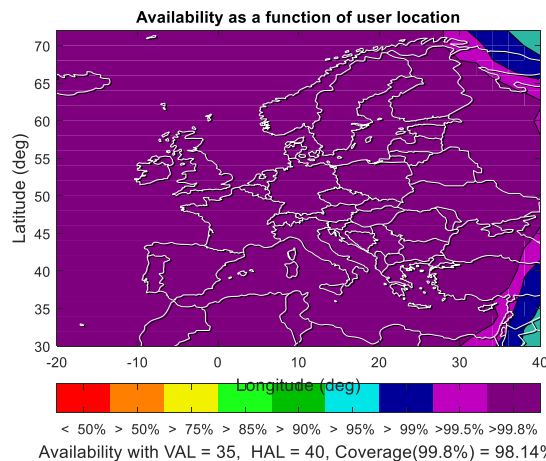 Availability as a function of user location
70
65
60
55
50
45
40
35
30
Latitude (deg)
-20 -10 0 10 20 30 40
Longitude (deg)
< 50% > 50% > 75% > 85% > 90% > 95% > 99% >99.5% >99.8%
Availability with VAL = 35, HAL = 40, Coverage(99.8%) = 98.14%